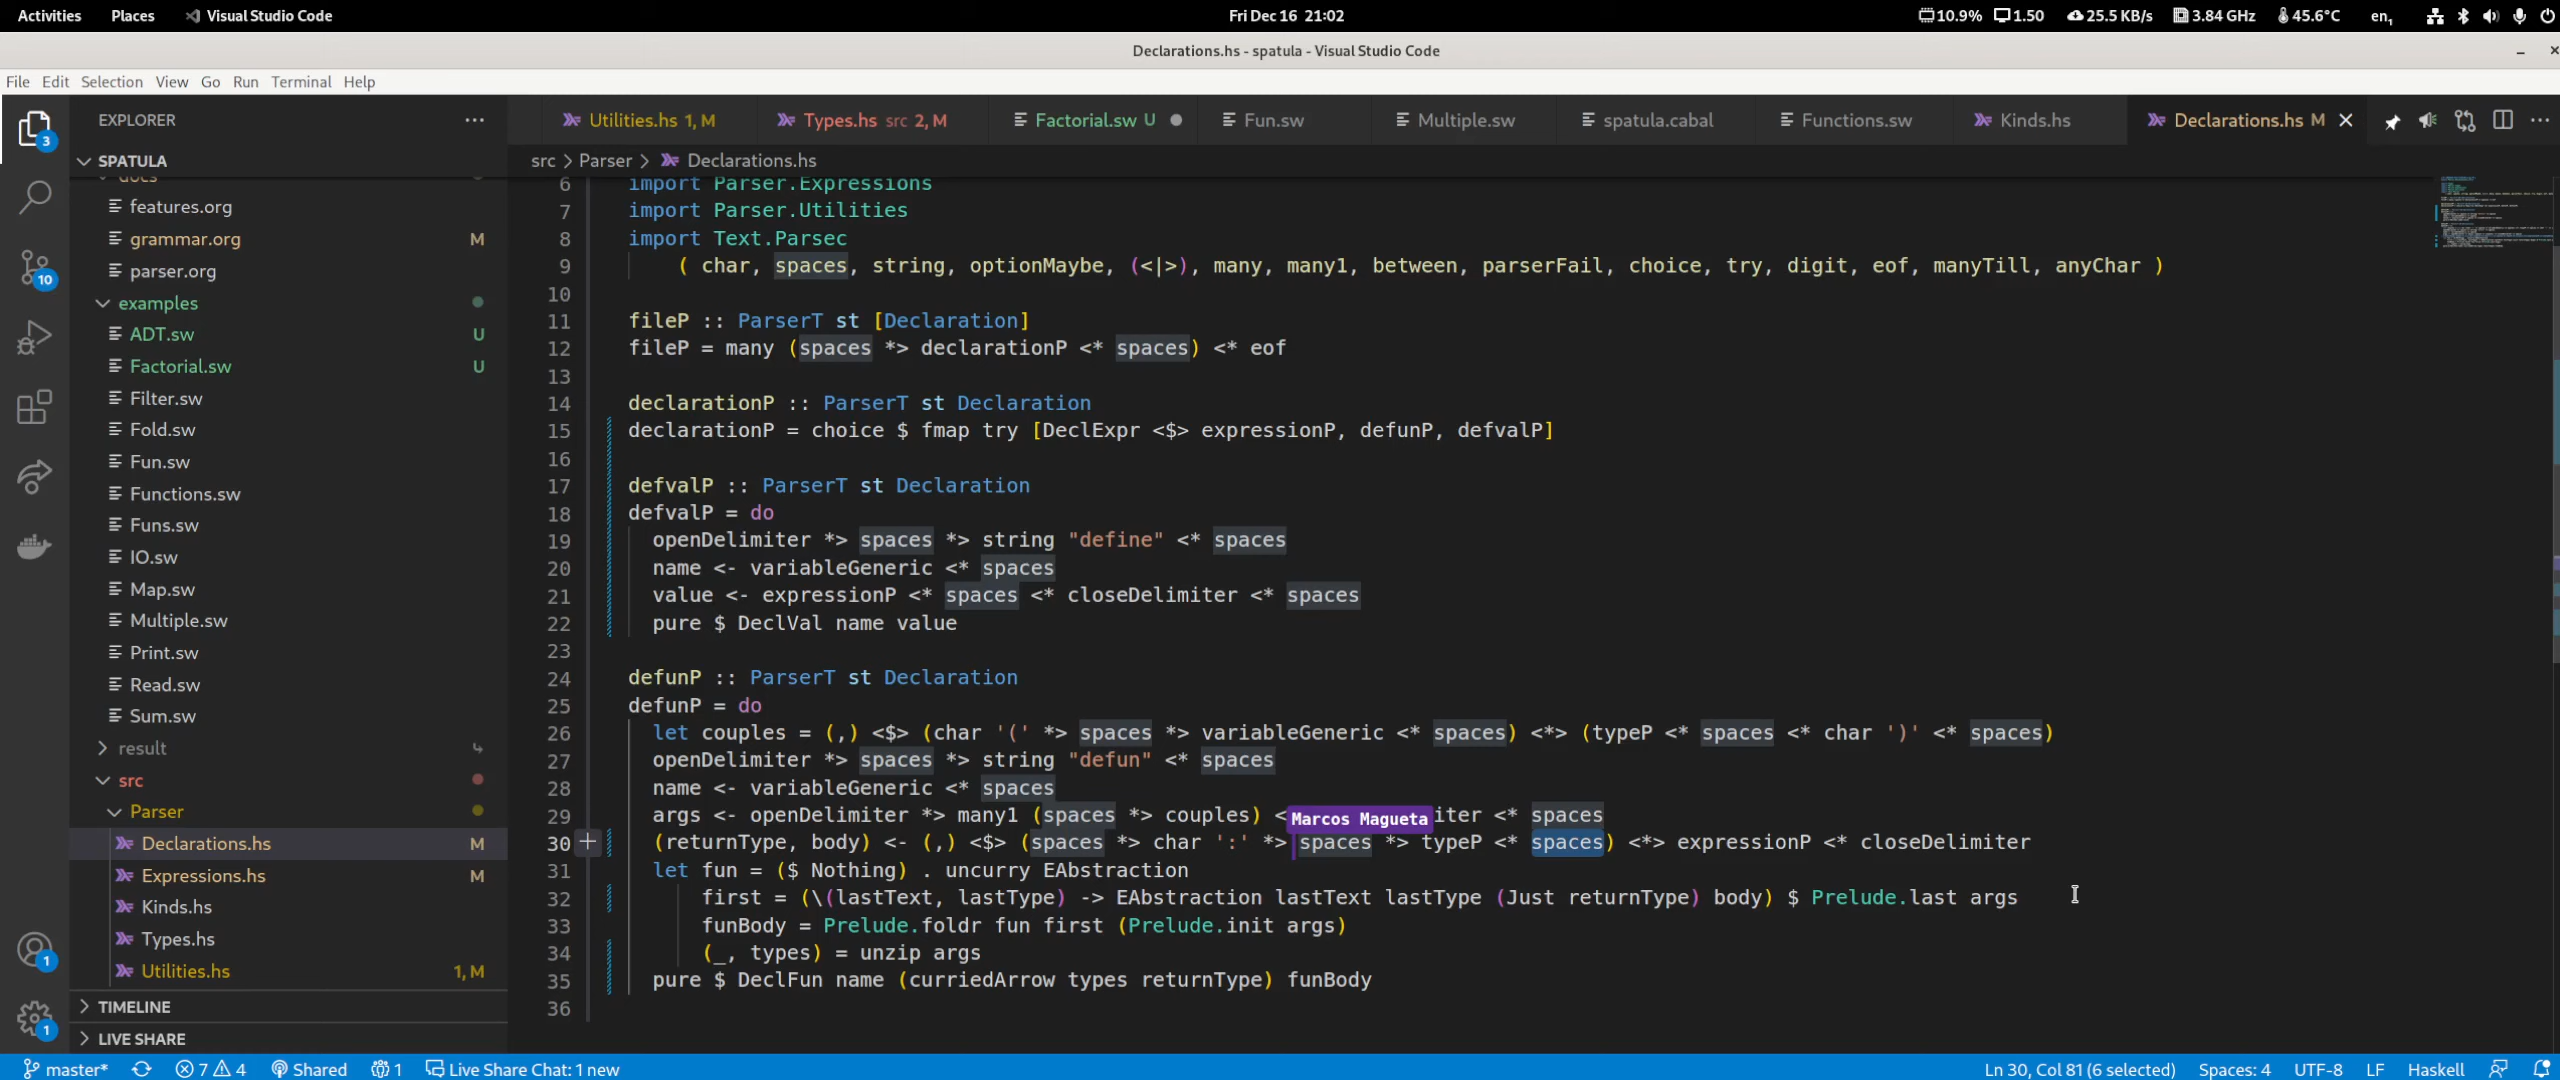 Activities Places Visual Studio Code Fri Dec 16 21:02 10.9% 1.50 25.5 KB/s 3.84 GHz 45.6°C en1
Declarations.hs - spatula - Visual Studio Code
File Edit Selection View Go Run Terminal Help
EXPLORER
SPATULA
docs
features.org
grammar.org M
parser.org
examples
ADT.sw U
Factorial.sw U
Filter.sw
Fold.sw
Fun.sw
Functions.sw
Funs.sw
IO.sw
Map.sw
Multiple.sw
Print.sw
Read.sw
Sum.sw
result
src
Parser
Declarations.hs M
Expressions.hs M
Kinds.hs
Types.hs
Utilities.hs 1, M
TIMELINE
LIVE SHARE
3
10
1
1
Utilities.hs 1, M Types.hs src 2, M Factorial.sw U Fun.sw Multiple.sw spatula.cabal Functions.sw Kinds.hs Declarations.hs M
src > Parser > Declarations.hs
6 import Parser.Expressions
7 import Parser.Utilities
8 import Text.Parsec
9 ( char, spaces, string, optionMaybe, (<|>), many, many1, between, parserFail, choice, try, digit, eof, manyTill, anyChar )
10
11 fileP :: ParserT st [Declaration]
12 fileP = many (spaces *> declarationP <* spaces) <* eof
13
14 declarationP :: ParserT st Declaration
15 declarationP = choice $ fmap try [DeclExpr <$> expressionP, defunP, defvalP]
16
17 defvalP :: ParserT st Declaration
18 defvalP = do
19 openDelimiter *> spaces *> string "define" <* spaces
20 name <- variableGeneric <* spaces
21 value <- expressionP <* spaces <* closeDelimiter <* spaces
22 pure $ DeclVal name value
23
24 defunP :: ParserT st Declaration
25 defunP = do
26 let couples = (,) <$> (char '(' *> spaces *> variableGeneric <* spaces) <*> (typeP <* spaces <* char ')' <* spaces)
27 openDelimiter *> spaces *> string "defun" <* spaces
28 name <- variableGeneric <* spaces
29 args <- openDelimiter *> many1 (spaces *> couples) < Marcos Magueta iter <* spaces
30 (returnType, body) <- (,) <$> (spaces *> char ':' *> spaces *> typeP <* spaces) <*> expressionP <* closeDelimiter
31 let fun = ($ Nothing) . uncurry EAbstraction
32 first = (\(lastText, lastType) -> EAbstraction lastText lastType (Just returnType) body) $ Prelude.last args
33 funBody = Prelude.foldr fun first (Prelude.init args)
34 (_, types) = unzip args
35 pure $ DeclFun name (curriedArrow types returnType) funBody
36
master* 7 4 Shared 1 Live Share Chat: 1 new Ln 30, Col 81 (6 selected) Spaces: 4 UTF-8 LF Haskell